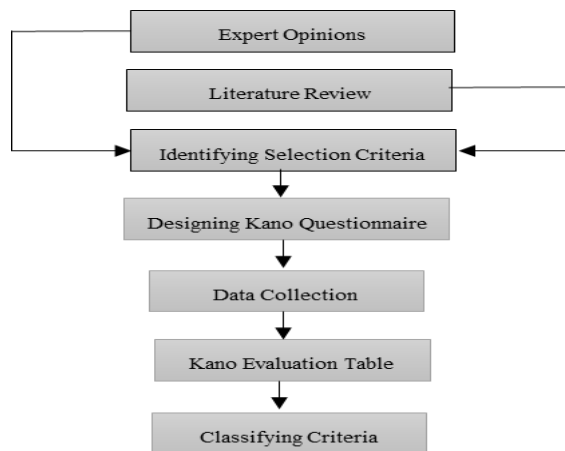 Expert Opinions
Literature Review
Identifying Selection Criteria
Designing Kano Questionnaire
Data Collection
Kano Evaluation Table
Classifying Criteria